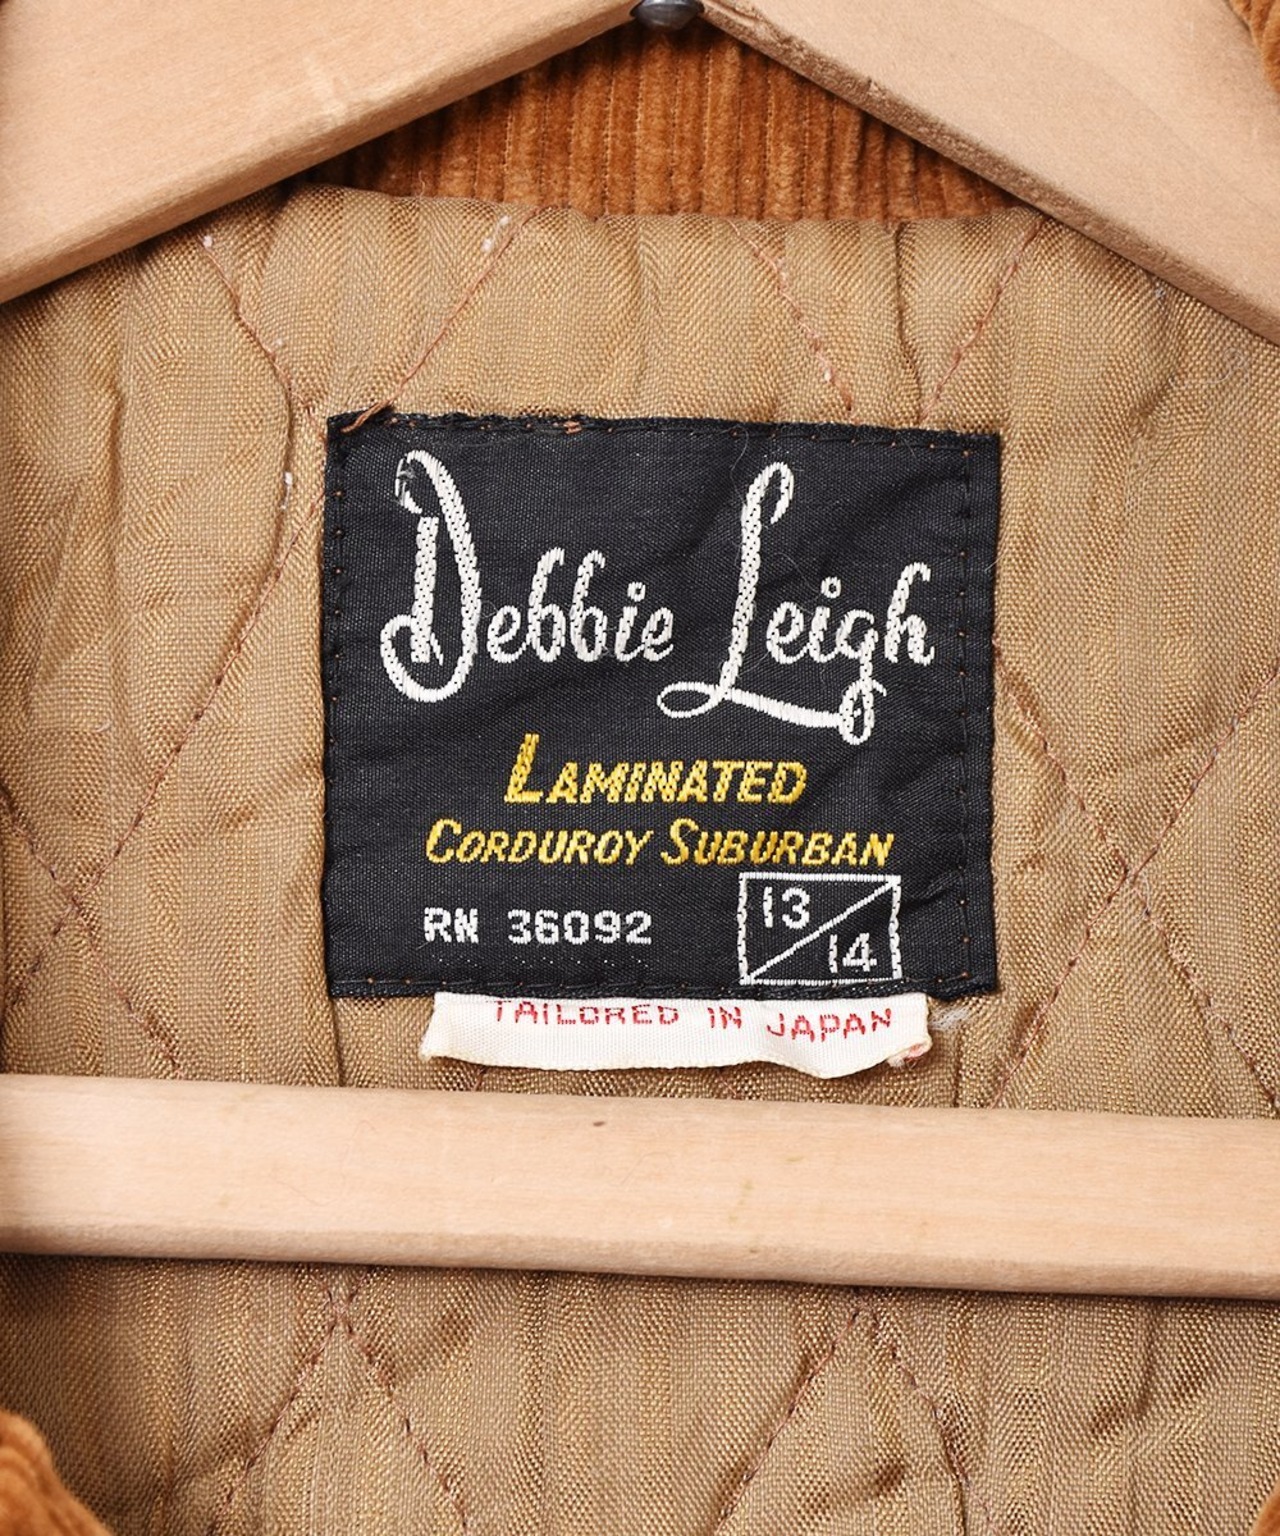 Debbie Leigh
LAMINATED
CORDUROY SUBURBAN
RN 36092
13
14
TAILORED IN JAPAN